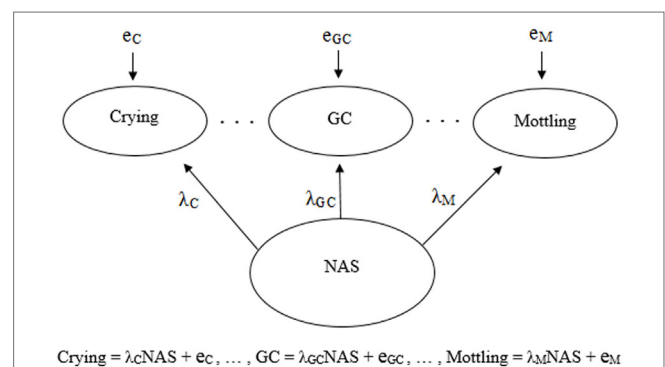 eC eGC eM
Crying . . . GC . . . Mottling
λC λGC λM
NAS
Crying = λCNAS + eC , … , GC = λGCNAS + eGC , … , Mottling = λMNAS + eM